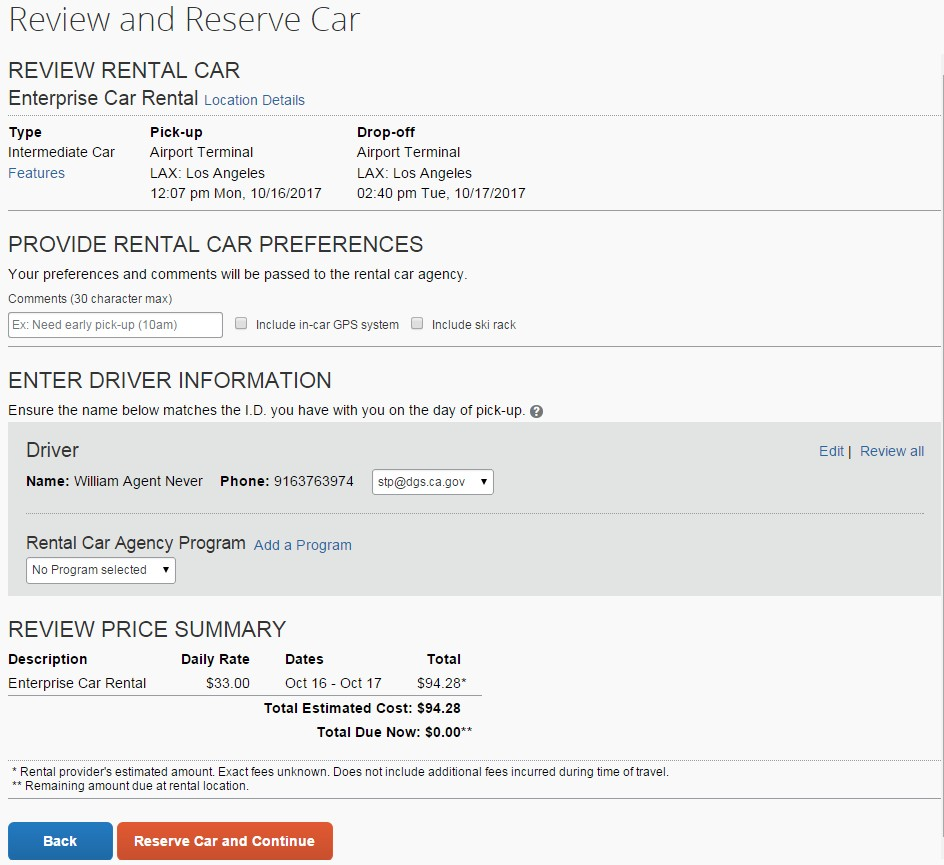 Review and Reserve Car
REVIEW RENTAL CAR
Enterprise Car Rental Location Details
Type Pick-up Drop-off
Intermediate Car Airport Terminal Airport Terminal
Features LAX: Los Angeles LAX: Los Angeles
12:07 pm Mon, 10/16/2017 02:40 pm Tue, 10/17/2017
PROVIDE RENTAL CAR PREFERENCES
Your preferences and comments will be passed to the rental car agency.
Comments (30 character max)
Ex: Need early pick-up (10am) Include in-car GPS system Include ski rack
ENTER DRIVER INFORMATION
Ensure the name below matches the I.D. you have with you on the day of pick-up. ?
Driver Edit | Review all
Name: William Agent Never Phone: 9163763974 stp@dgs.ca.gov
Rental Car Agency Program Add a Program
No Program selected
REVIEW PRICE SUMMARY
Description Daily Rate Dates Total
Enterprise Car Rental $33.00 Oct 16 - Oct 17 $94.28*
Total Estimated Cost: $94.28
Total Due Now: $0.00**
* Rental provider's estimated amount. Exact fees unknown. Does not include additional fees incurred during time of travel.
** Remaining amount due at rental location.
Back Reserve Car and Continue